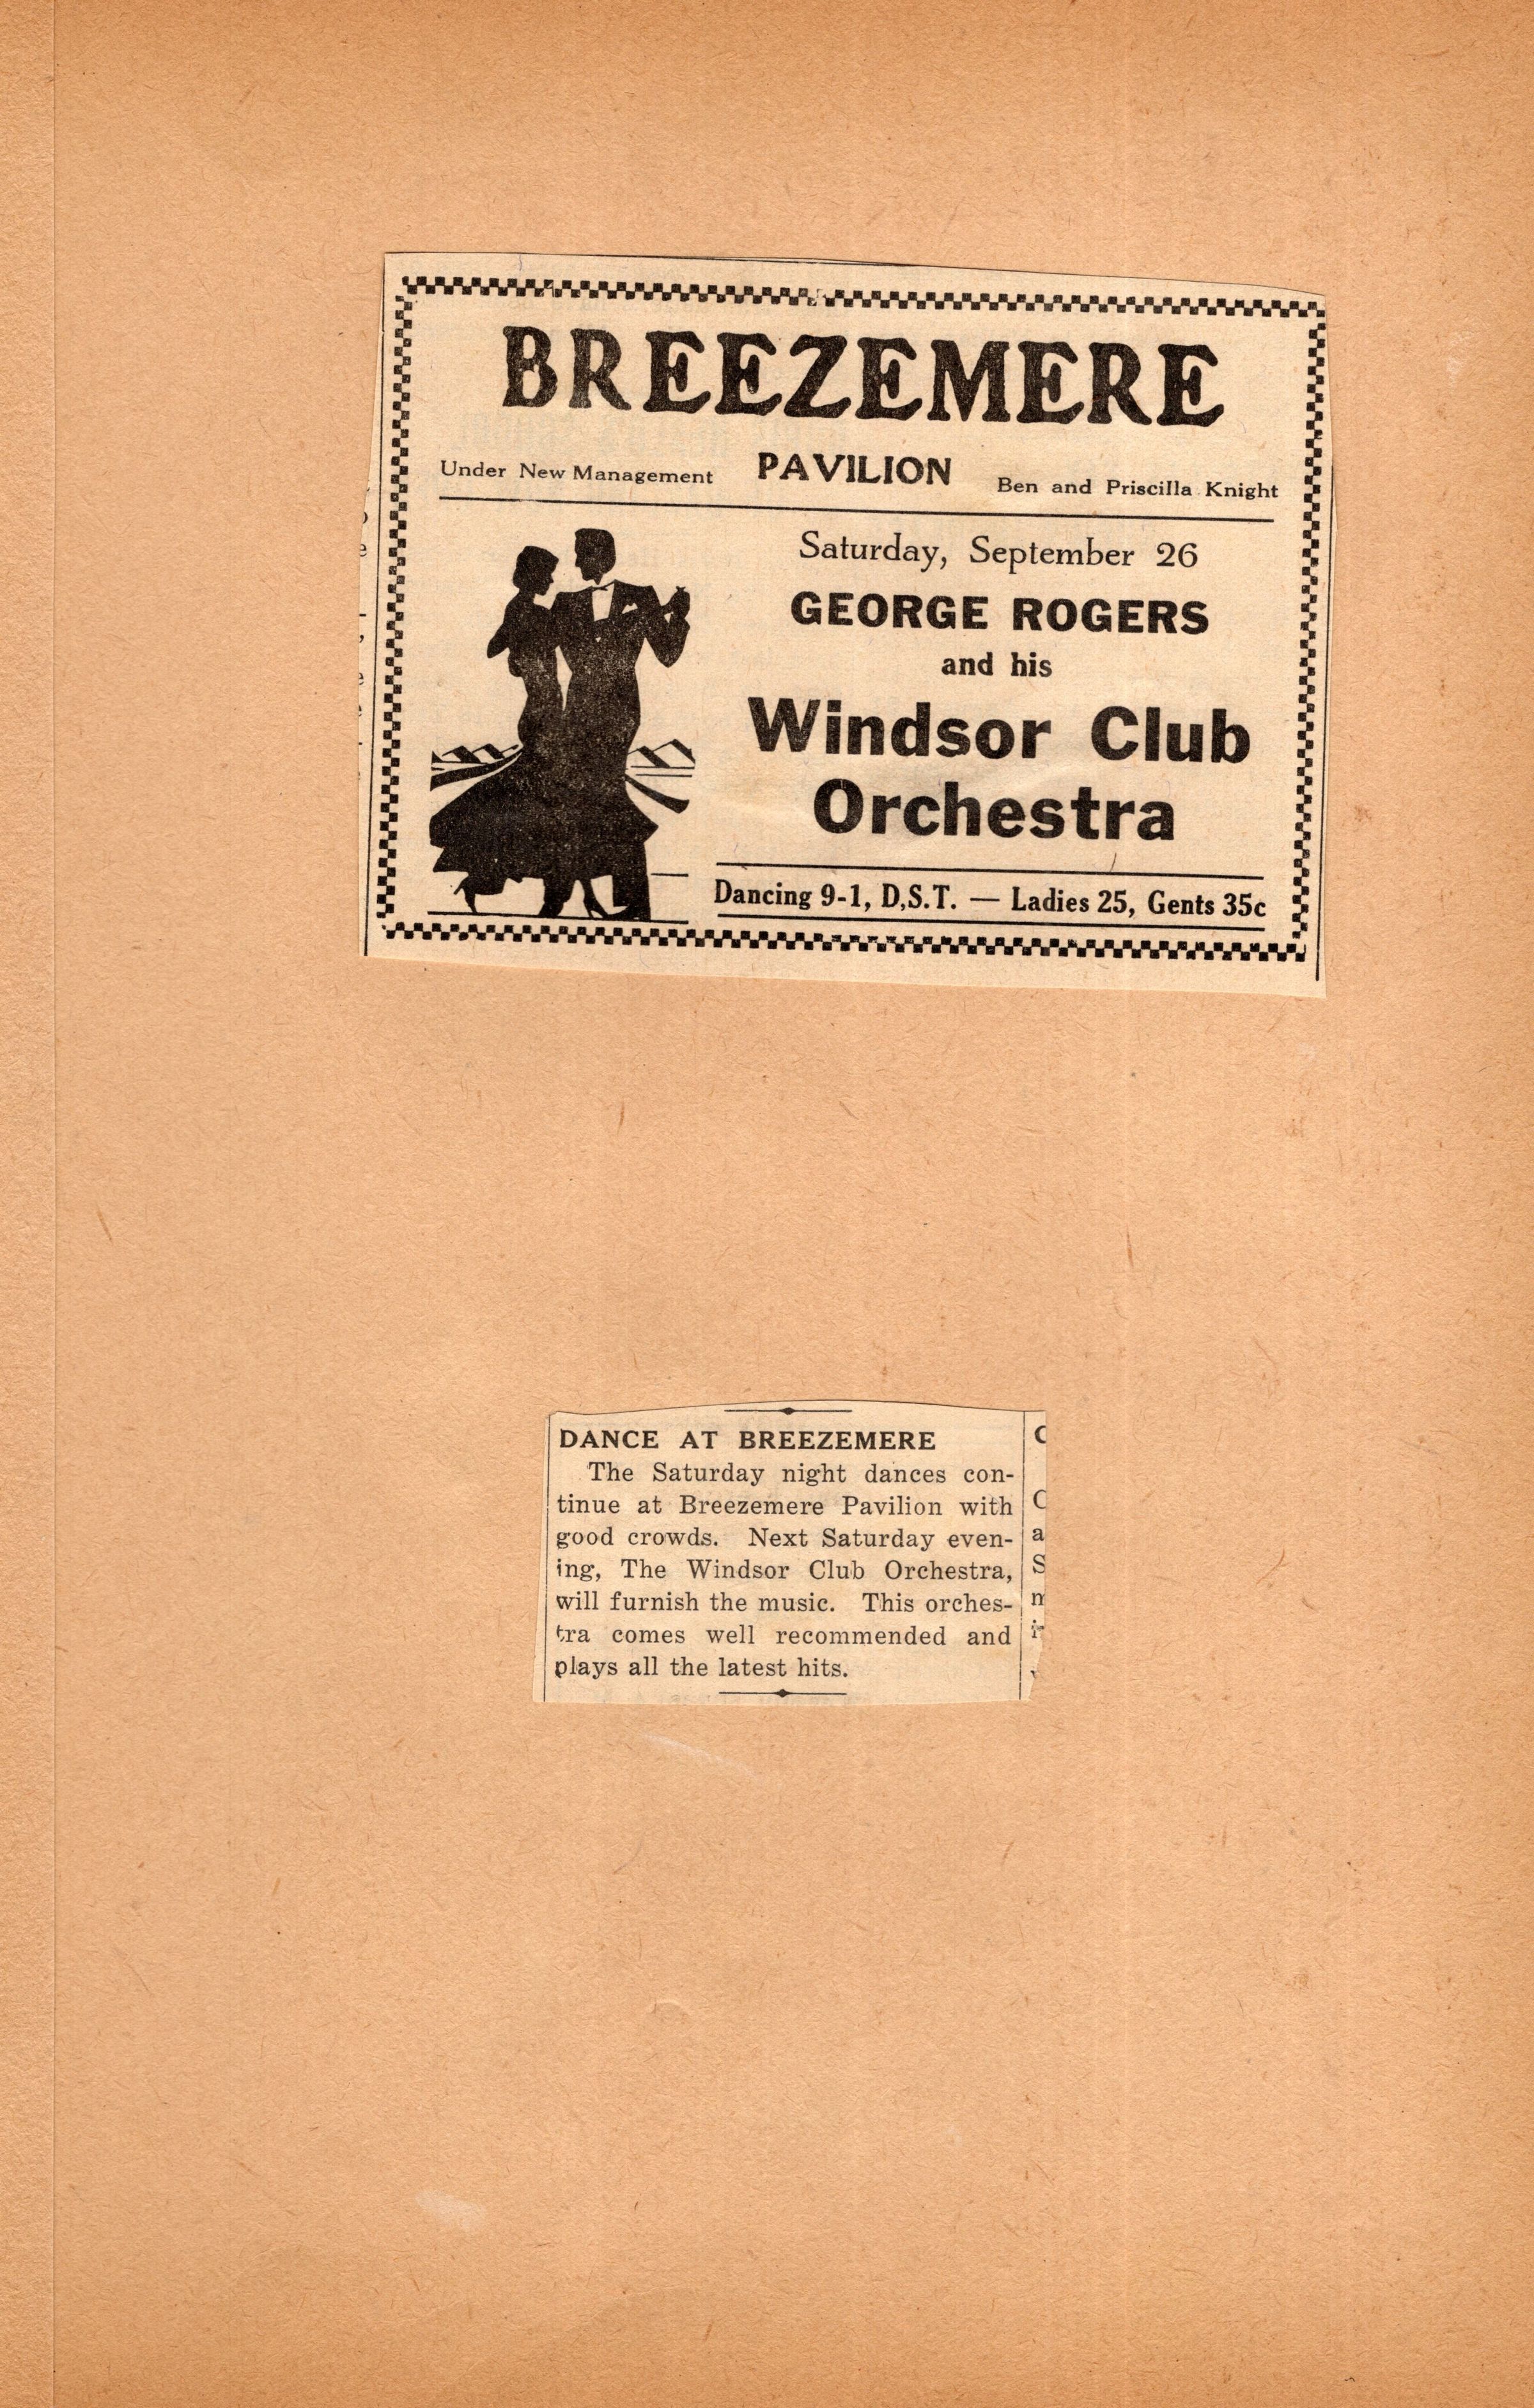 BREEZEMERE
Under New Management PAVILION Ben and Priscilla Knight
Saturday, September 26
GEORGE ROGERS
and his
Windsor Club
Orchestra
Dancing 9-1, D.S.T. — Ladies 25, Gents 35c
DANCE AT BREEZEMERE
The Saturday night dances con-
tinue at Breezemere Pavilion with
good crowds. Next Saturday even-
ing, The Windsor Club Orchestra,
will furnish the music. This orches-
tra comes well recommended and
plays all the latest hits.